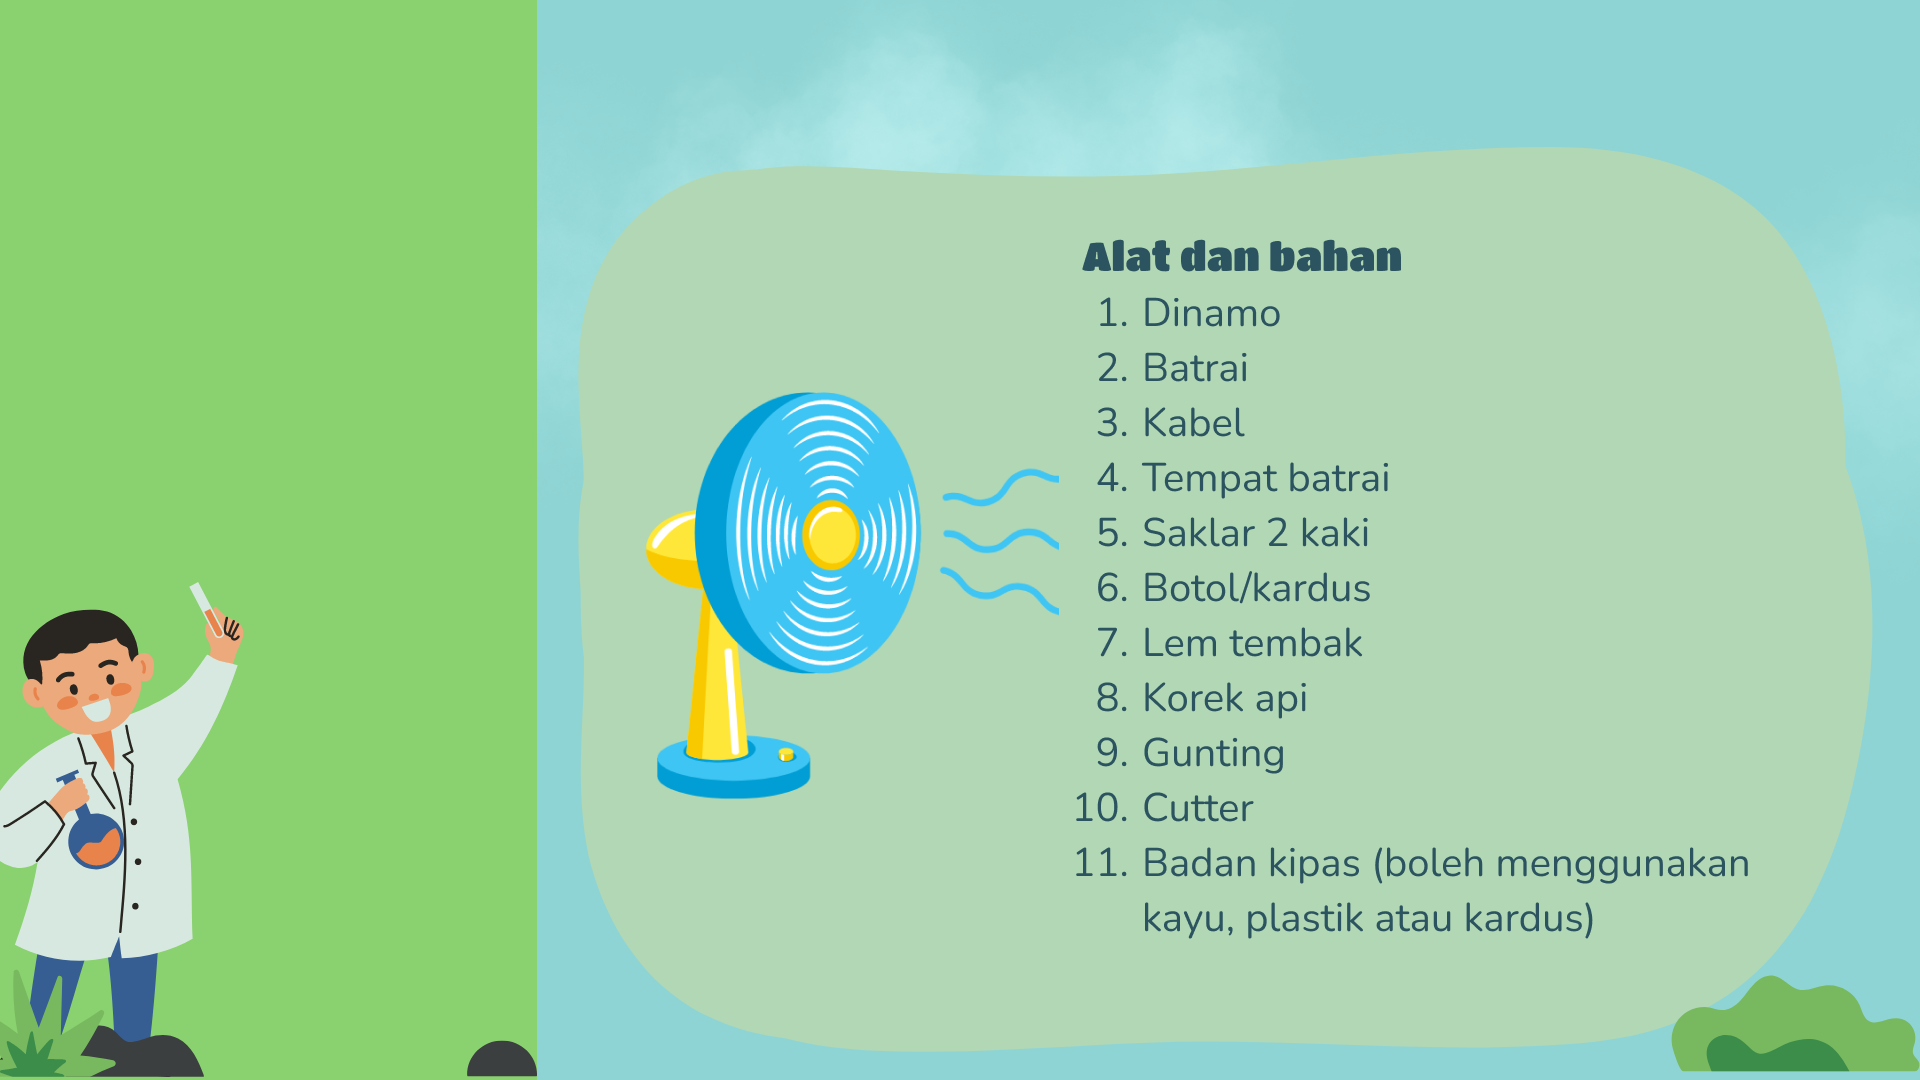 Alat dan bahan
1. Dinamo
2. Batrai
3. Kabel
4. Tempat batrai
5. Saklar 2 kaki
6. Botol/kardus
7. Lem tembak
8. Korek api
9. Gunting
10. Cutter
11. Badan kipas (boleh menggunakan
kayu, plastik atau kardus)